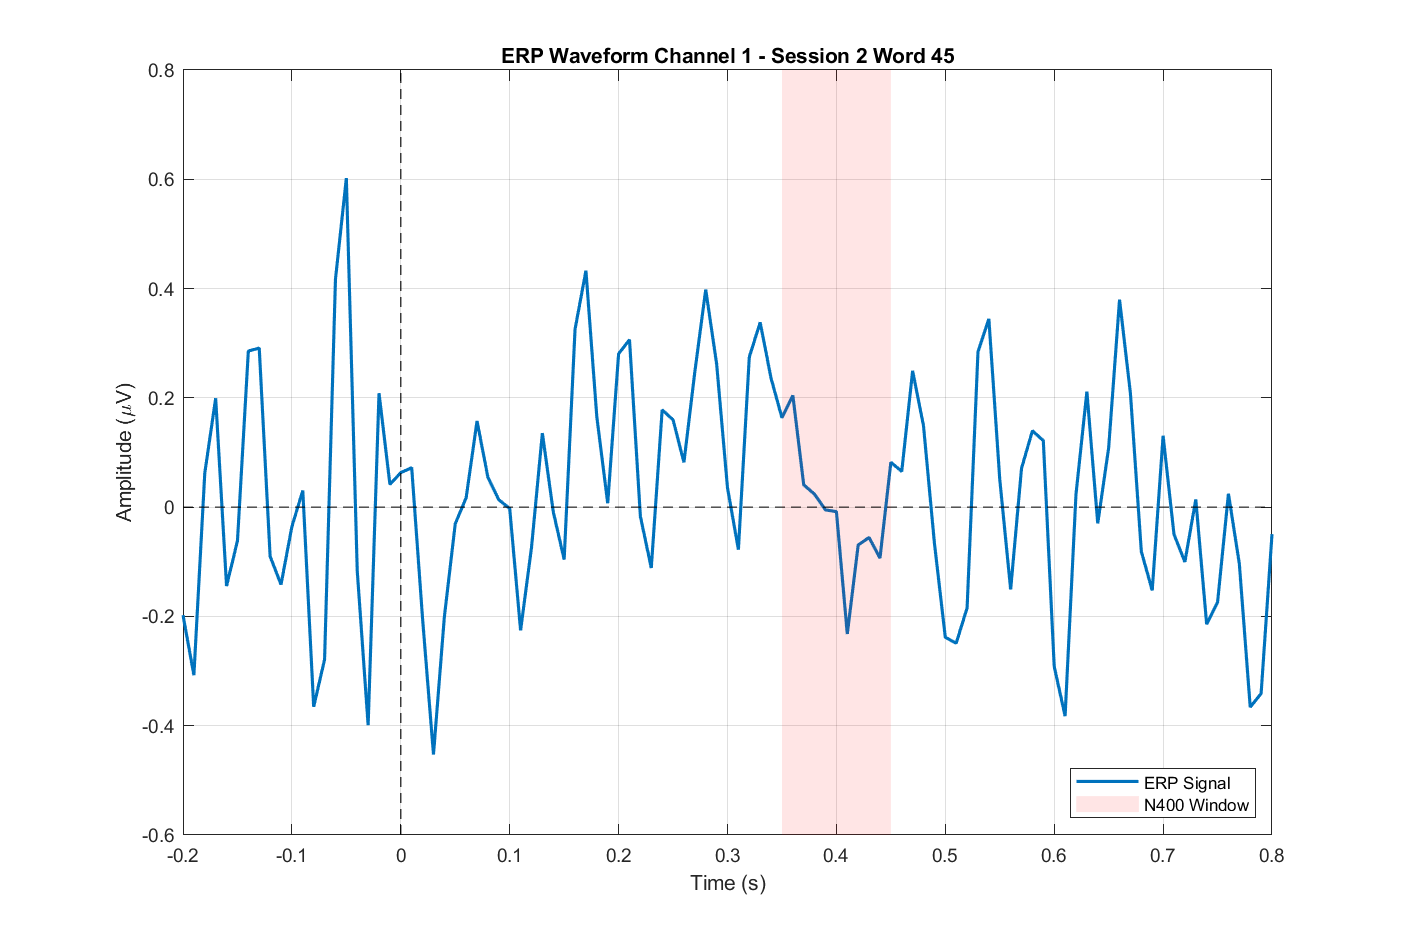 ERP Waveform Channel 1 - Session 2 Word 45
0.8
0.6
0.4
0.2
0
-0.2
-0.4
-0.6
Amplitude (μV)
-0.2 -0.1 0 0.1 0.2 0.3 0.4 0.5 0.6 0.7 0.8
Time (s)
ERP Signal
N400 Window